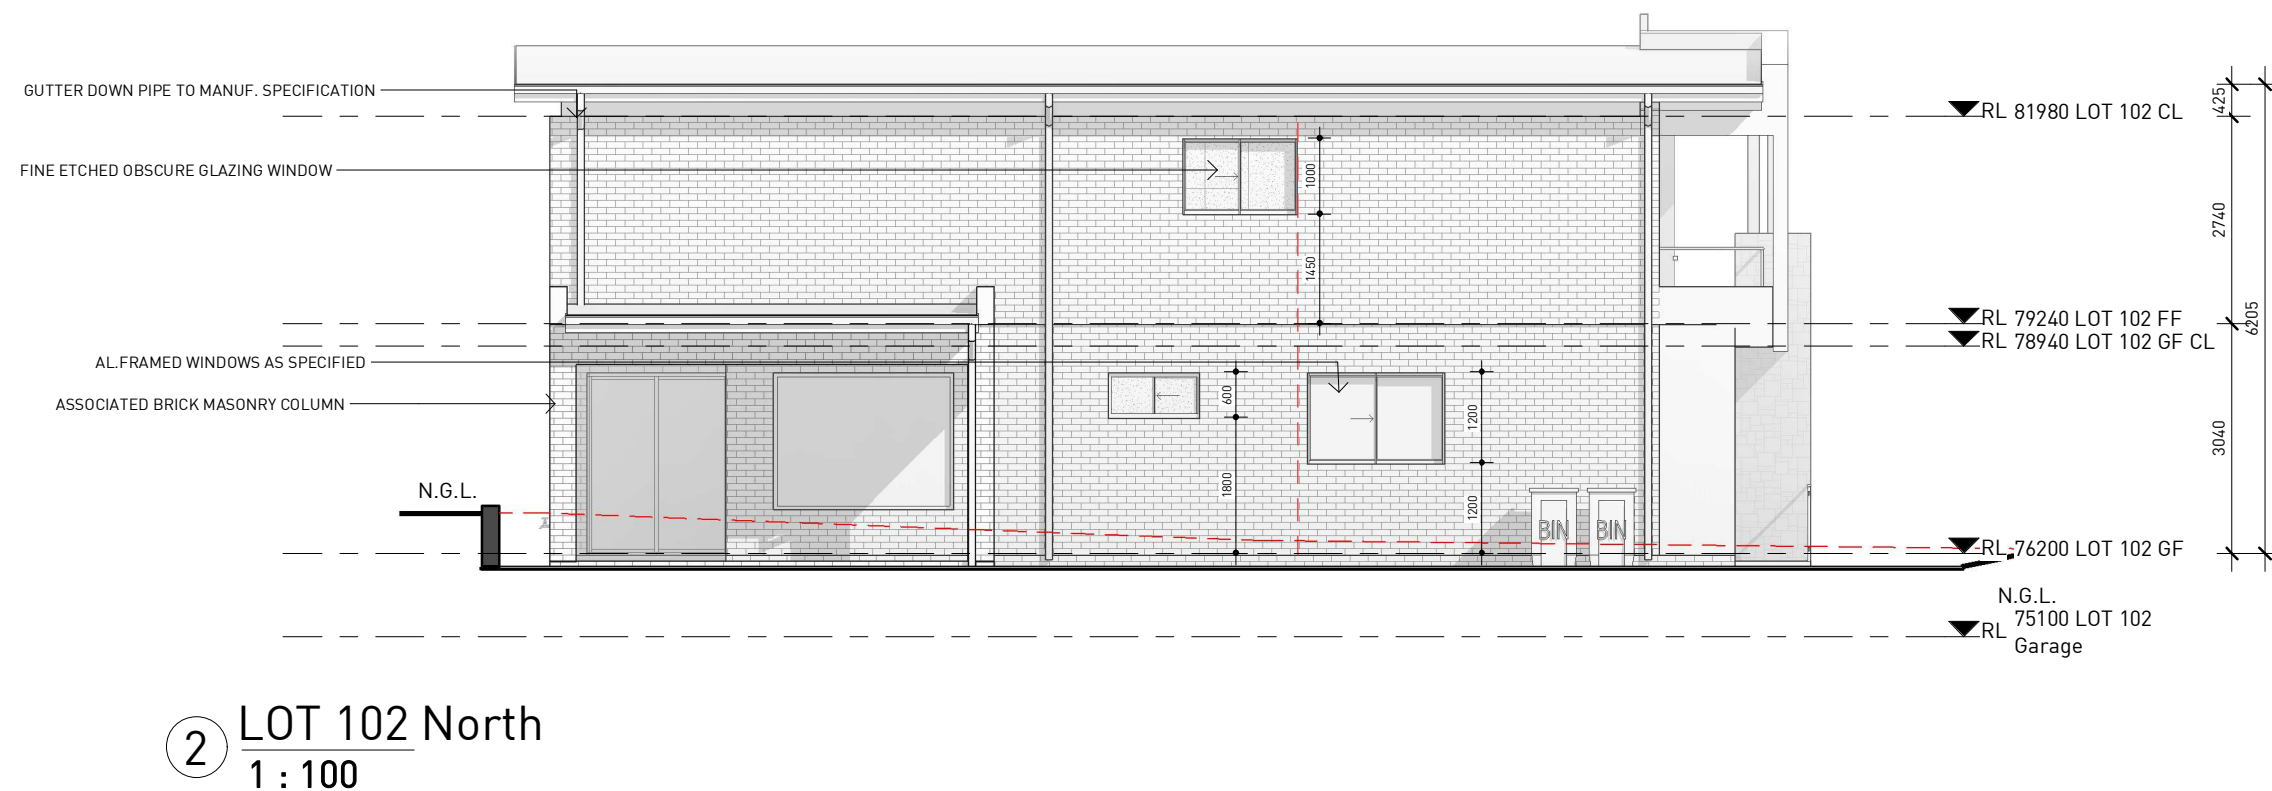 GUTTER DOWN PIPE TO MANUF. SPECIFICATION
425
RL 81980 LOT 102 CL
FINE ETCHED OBSCURE GLAZING WINDOW
1000
2740
1450
RL 79240 LOT 102 FF
6205
RL 78940 LOT 102 GF CL
AL.FRAMED WINDOWS AS SPECIFIED
600
ASSOCIATED BRICK MASONRY COLUMN
1200
3040
N.G.L.
1800
1200
BIN BIN
RL 76200 LOT 102 GF
N.G.L.
RL 75100 LOT 102
Garage
2 LOT 102 North
1 : 100